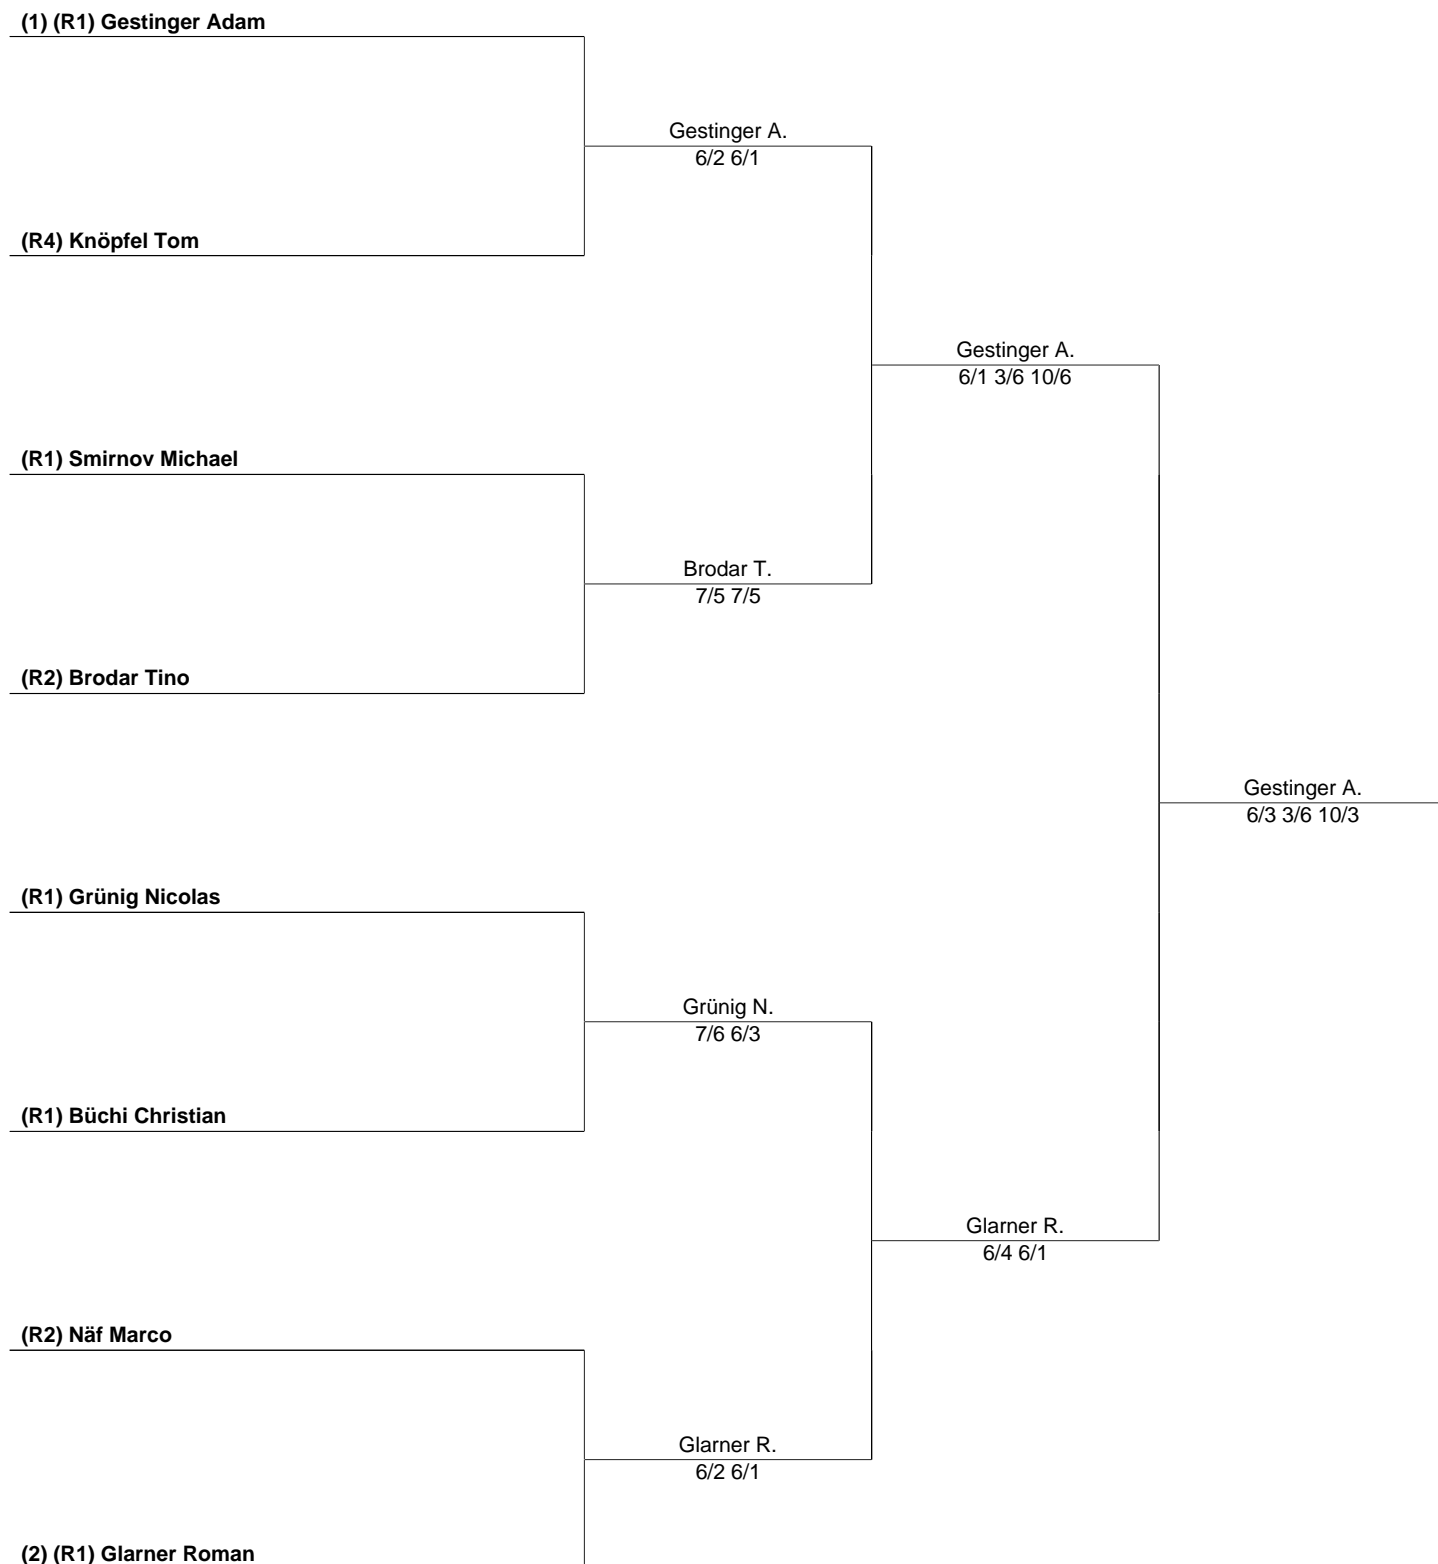 (1) (R1) Gestinger Adam
Gestinger A.
6/2 6/1
(R4) Knöpfel Tom
Gestinger A.
6/1 3/6 10/6
(R1) Smirnov Michael
Brodar T.
7/5 7/5
(R2) Brodar Tino
Gestinger A.
6/3 3/6 10/3
(R1) Grünig Nicolas
Grünig N.
7/6 6/3
(R1) Büchi Christian
Glarner R.
6/4 6/1
(R2) Näf Marco
Glarner R.
6/2 6/1
(2) (R1) Glarner Roman